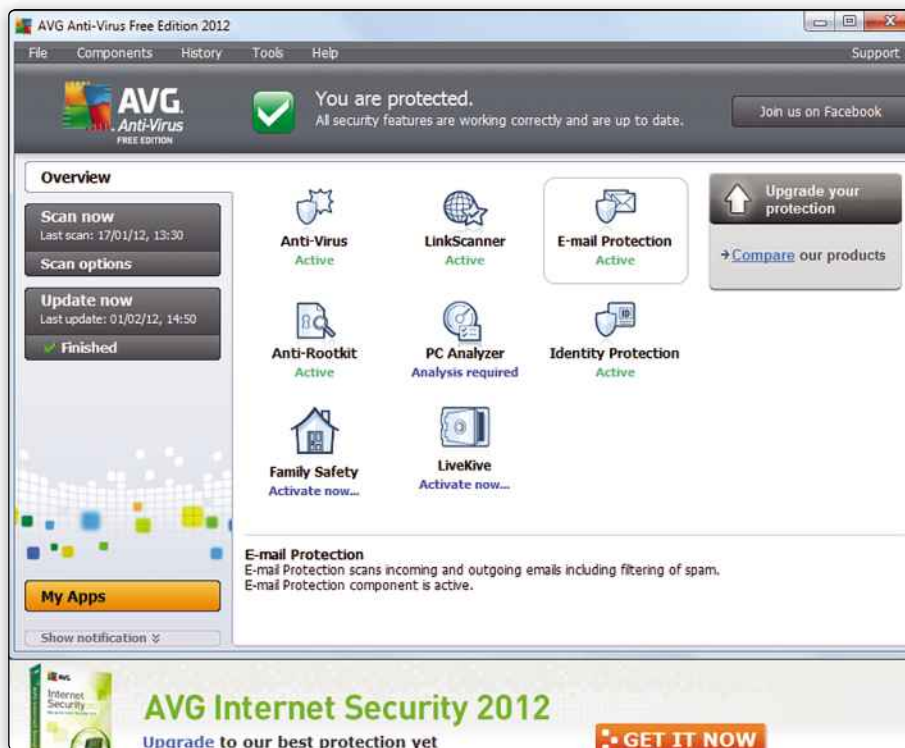 AVG Anti-Virus Free Edition 2012
File Components History Tools Help Support
AVG.
Anti-Virus
FREE EDITION
You are protected.
All security features are working correctly and are up to date.
Join us on Facebook
Overview
Scan now
Last scan: 17/01/12, 13:30
Scan options
Update now
Last update: 01/02/12, 14:50
Finished
Anti-Virus
Active
LinkScanner
Active
E-mail Protection
Active
Anti-Rootkit
Active
PC Analyzer
Analysis required
Identity Protection
Active
Family Safety
Activate now...
LiveKive
Activate now...
Upgrade your
protection
Compare our products
E-mail Protection
E-mail Protection scans incoming and outgoing emails including filtering of spam.
E-mail Protection component is active.
My Apps
Show notification
AVG
Internet
Security
AVG Internet Security 2012
Upgrade to our best protection yet
GET IT NOW